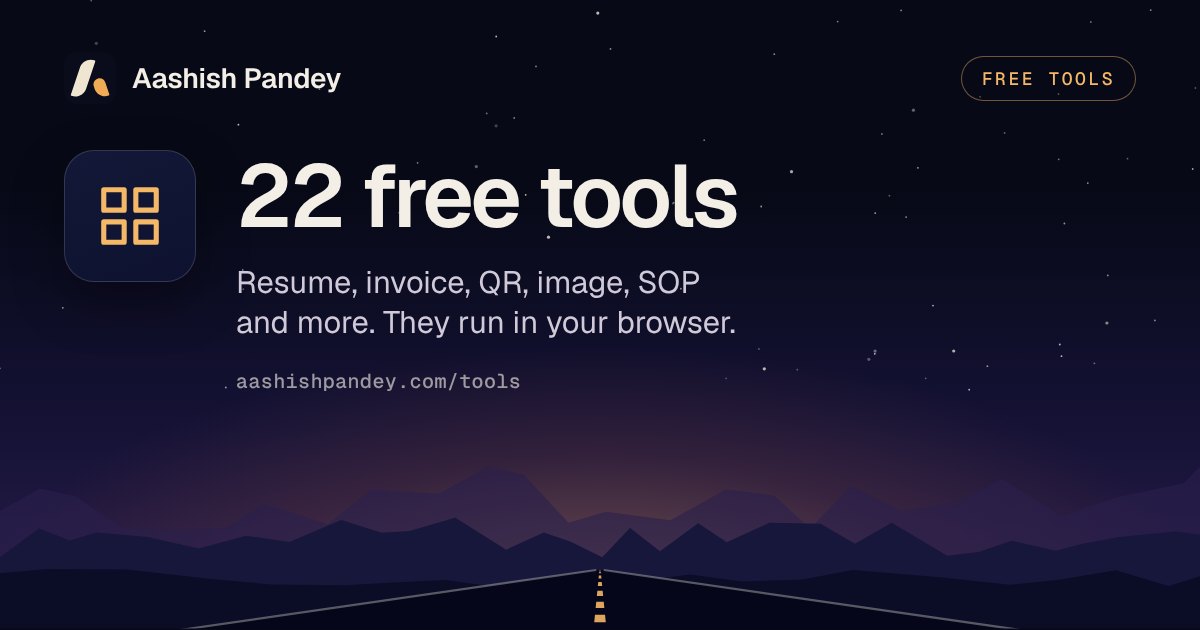 Aashish Pandey
FREE TOOLS
22 free tools
Resume, invoice, QR, image, SOP
and more. They run in your browser.
aashishpandey.com/tools